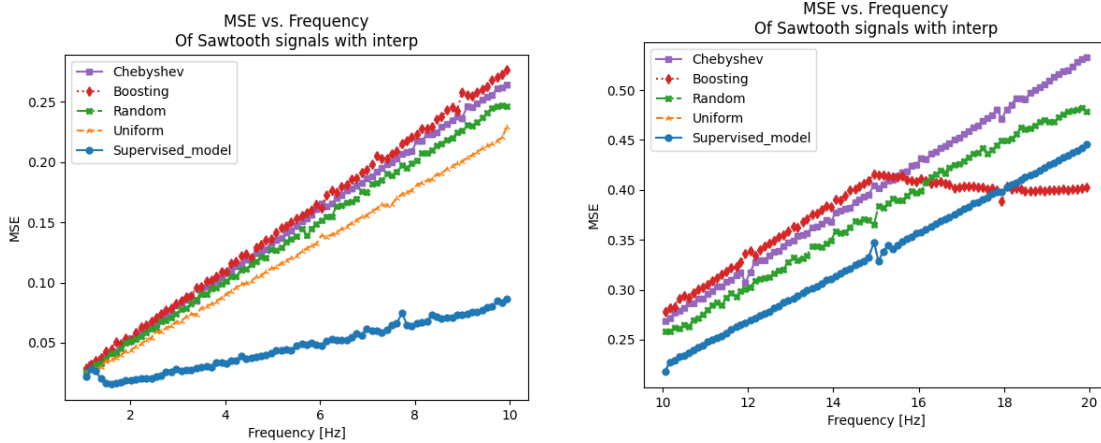 MSE vs. Frequency
Of Sawtooth signals with interp
Chebyshev
Boosting
Random
Uniform
Supervised_model
0.25
0.20
0.15
0.10
0.05
MSE
2
4
6
8
10
Frequency [Hz]
MSE vs. Frequency
Of Sawtooth signals with interp
Chebyshev
Boosting
Random
Uniform
Supervised_model
0.50
0.45
0.40
0.35
0.30
0.25
MSE
10
12
14
16
18
20
Frequency [Hz]